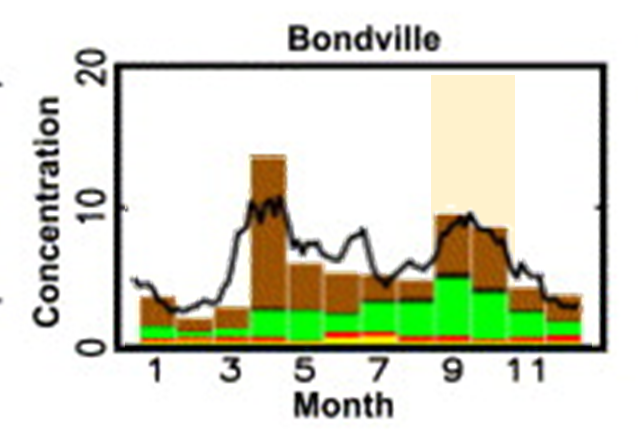 Bondville
20
10
0
Concentration
1 3 5 7 9 11
Month